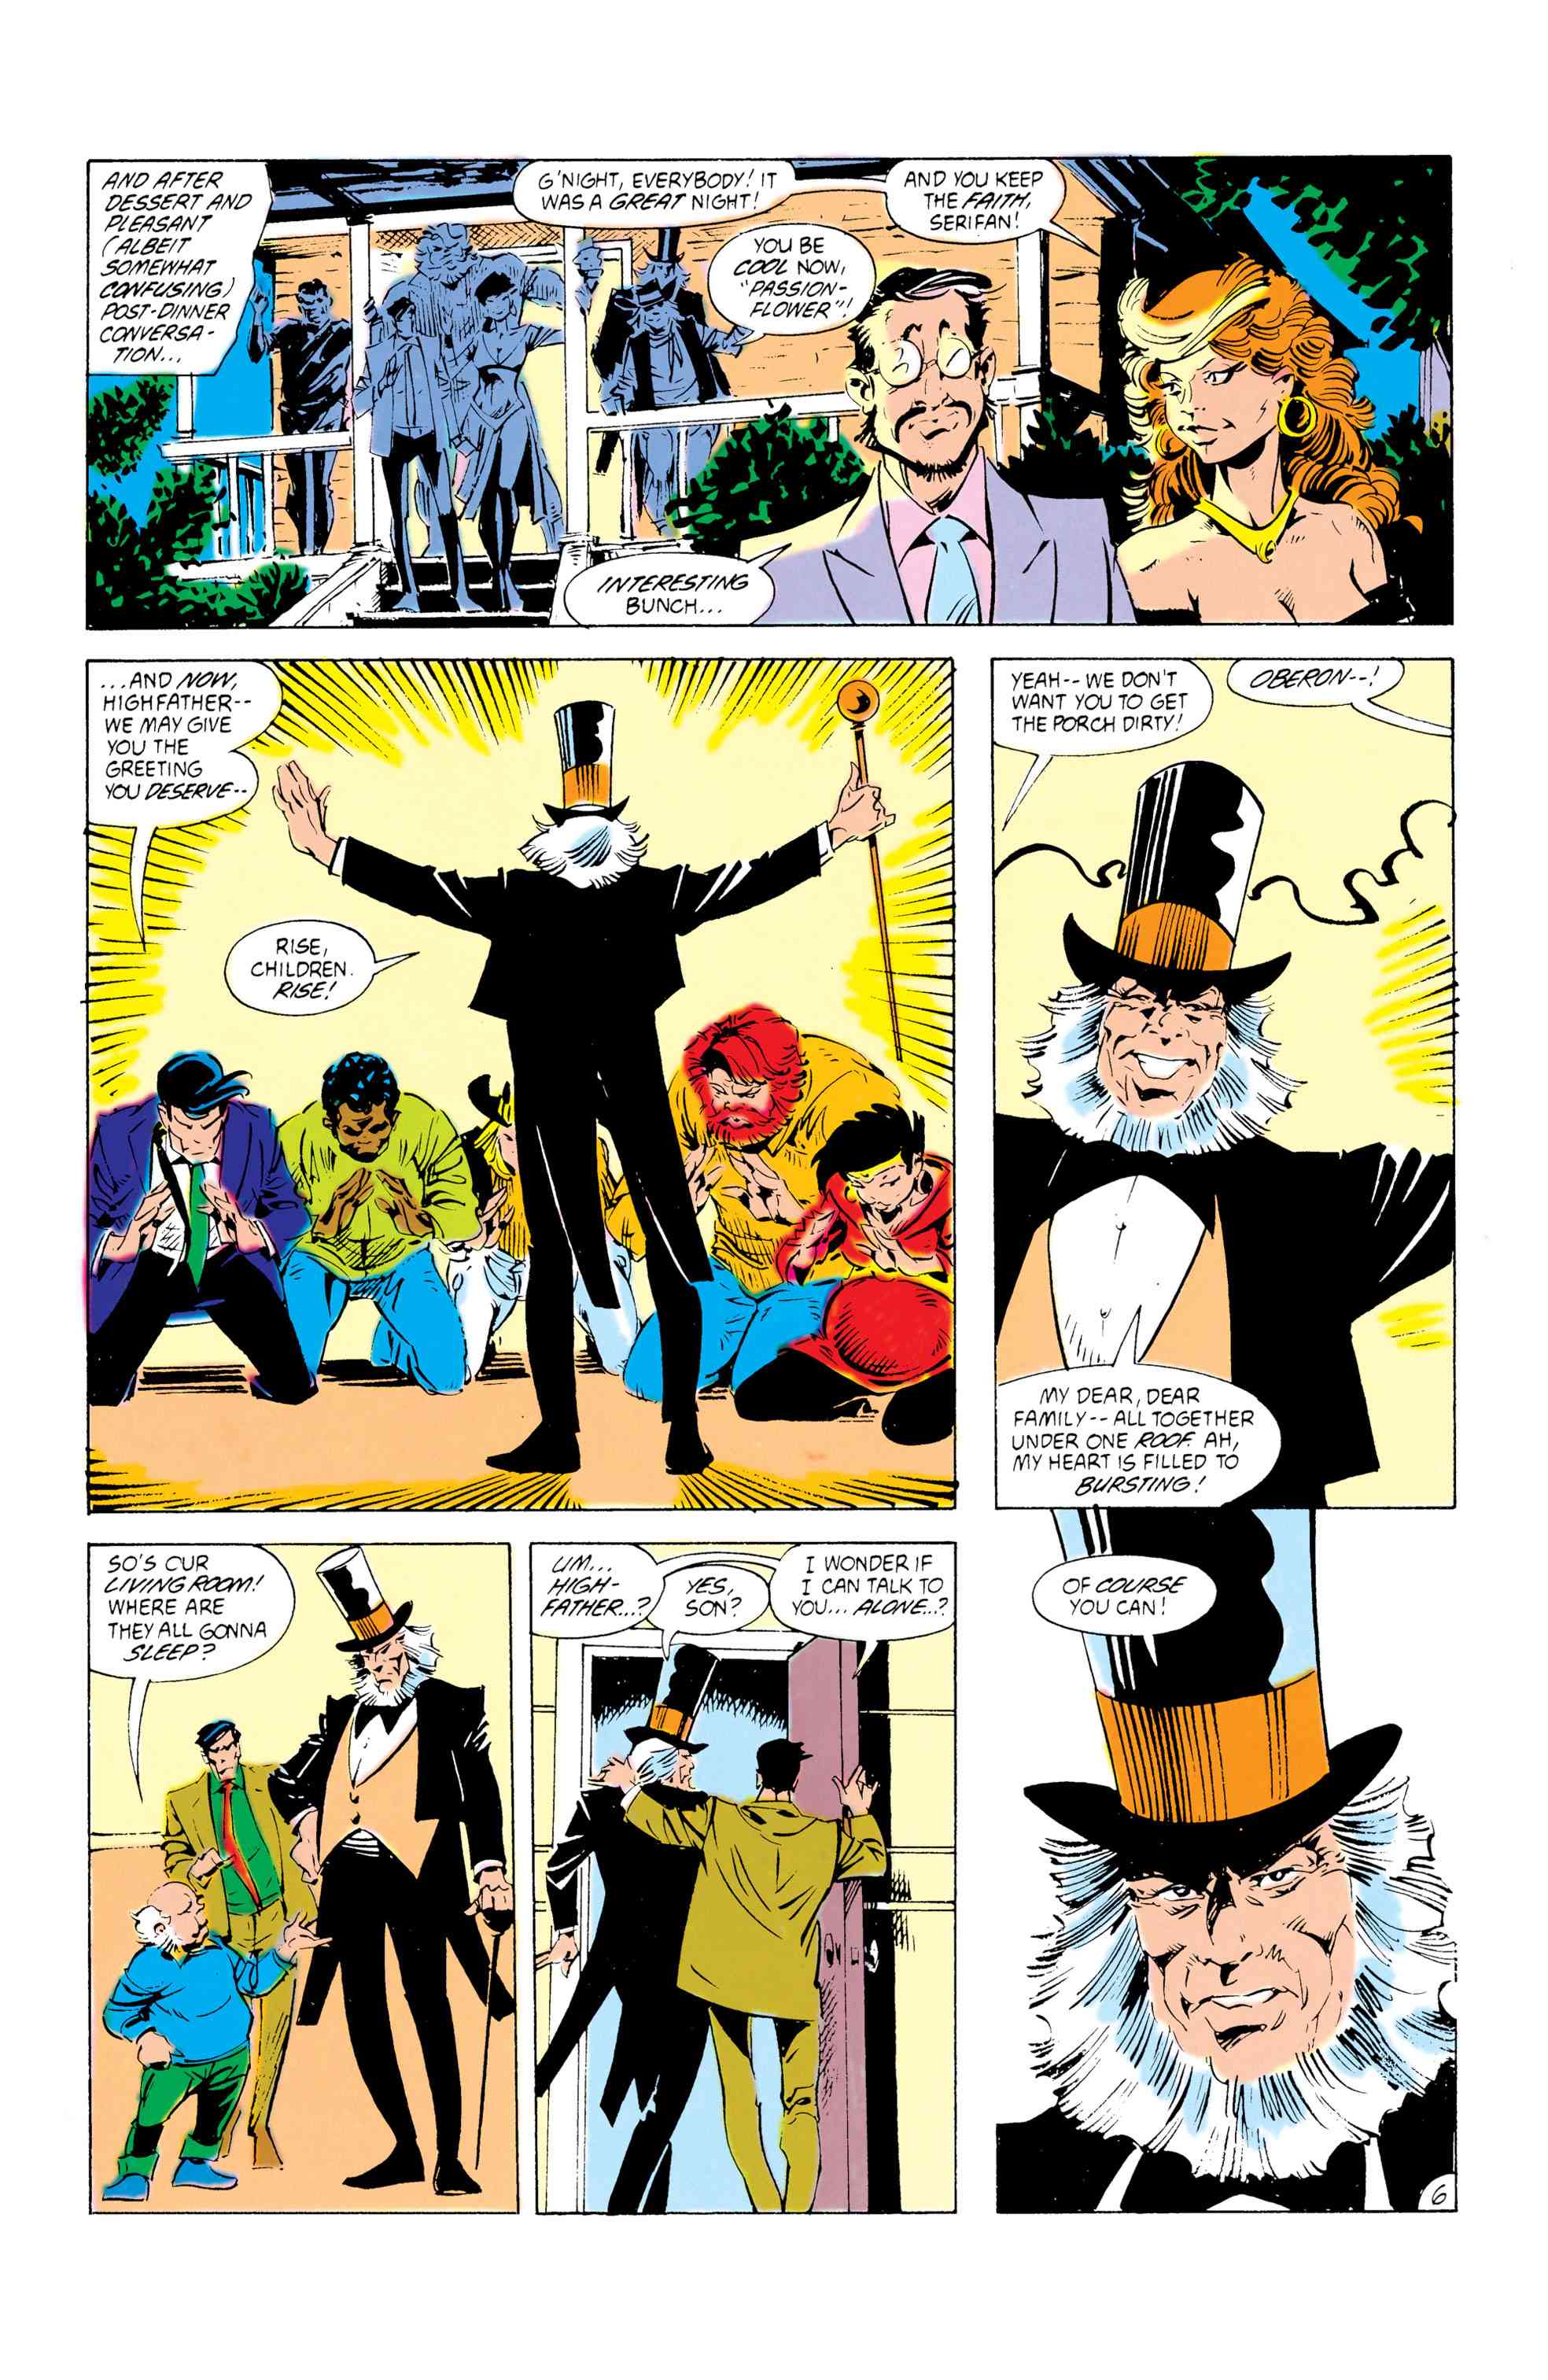 AND AFTER
DESSERT AND
PLEASANT
(ALBEIT
SOMEWHAT
CONFUSING)
POST-DINNER
CONVERSA-
TION...
G'NIGHT, EVERYBODY! IT
WAS A GREAT NIGHT!
YOU BE
COOL NOW,
"PASSION-
FLOWER"!
AND YOU KEEP
THE FAITH,
SERIFAN!
INTERESTING
BUNCH...
...AND NOW,
HIGHFATHER--
WE MAY GIVE
YOU THE
GREETING
YOU DESERVE--
RISE,
CHILDREN.
RISE!
YEAH-- WE DON'T
WANT YOU TO GET
THE PORCH DIRTY!
OBERON--!
MY DEAR, DEAR
FAMILY-- ALL TOGETHER
UNDER ONE ROOF. AH,
MY HEART IS FILLED TO
BURSTING!
SO'S OUR
LIVING ROOM!
WHERE ARE
THEY ALL GONNA
SLEEP?
UM...
HIGH-
FATHER...?
YES,
SON?
I WONDER IF
I CAN TALK TO
YOU... ALONE..?
OF COURSE
YOU CAN!
6